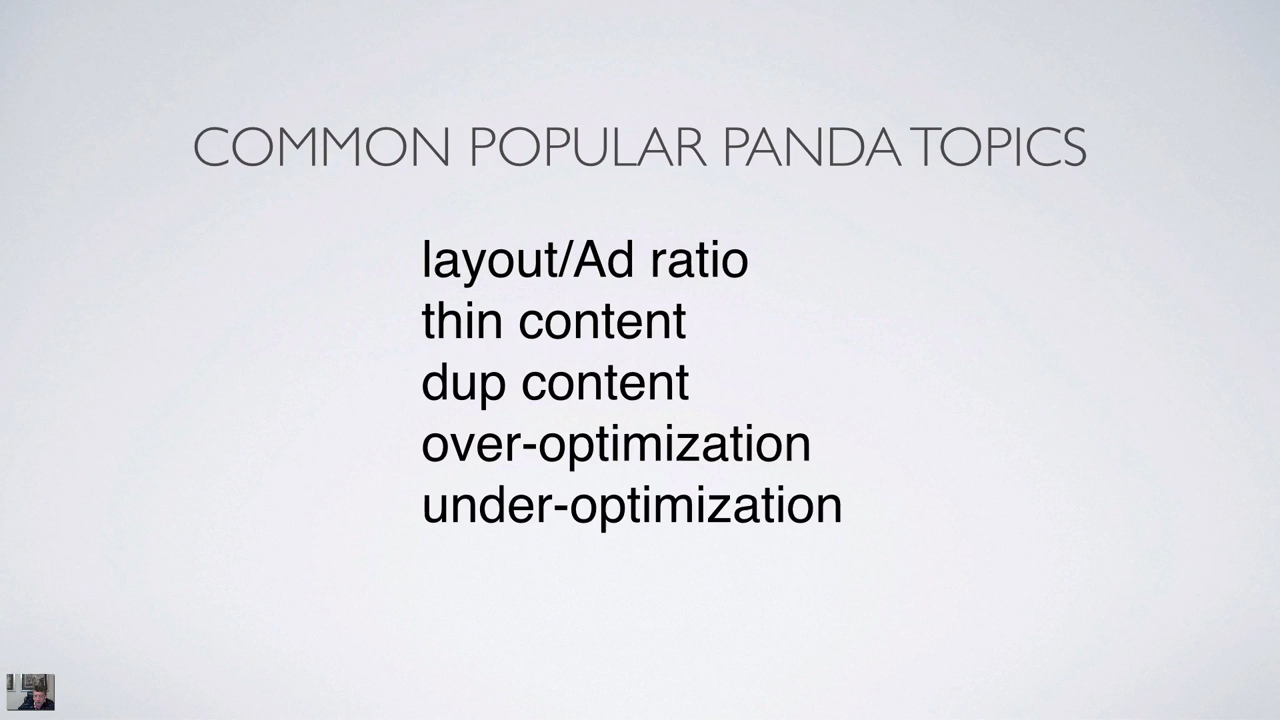 COMMON POPULAR PANDA TOPICS
layout/Ad ratio
thin content
dup content
over-optimization
under-optimization